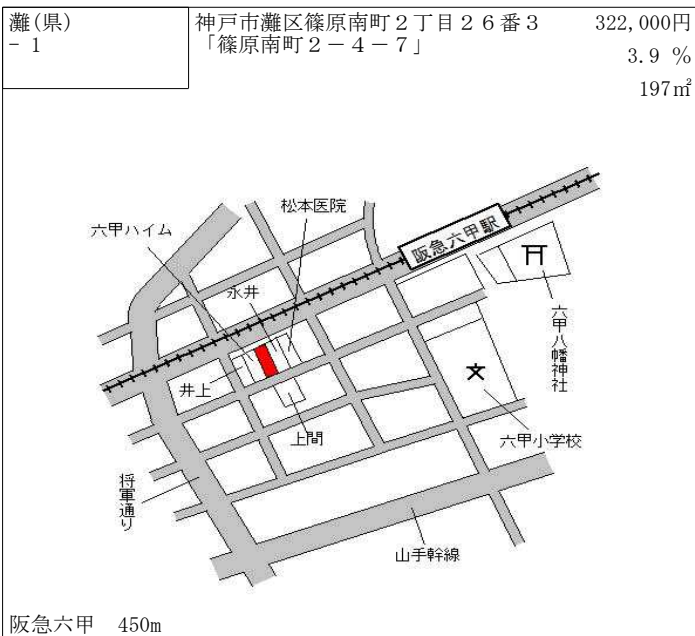 灘(県)
- 1
神戸市灘区篠原南町２丁目２６番３
「篠原南町２－４－７」
322,000円
3.9 %
197㎡
松本医院
六甲ハイム
阪急六甲駅
永井
六甲八幡神社
井上
上間
六甲小学校
将軍通り
山手幹線
阪急六甲 450m